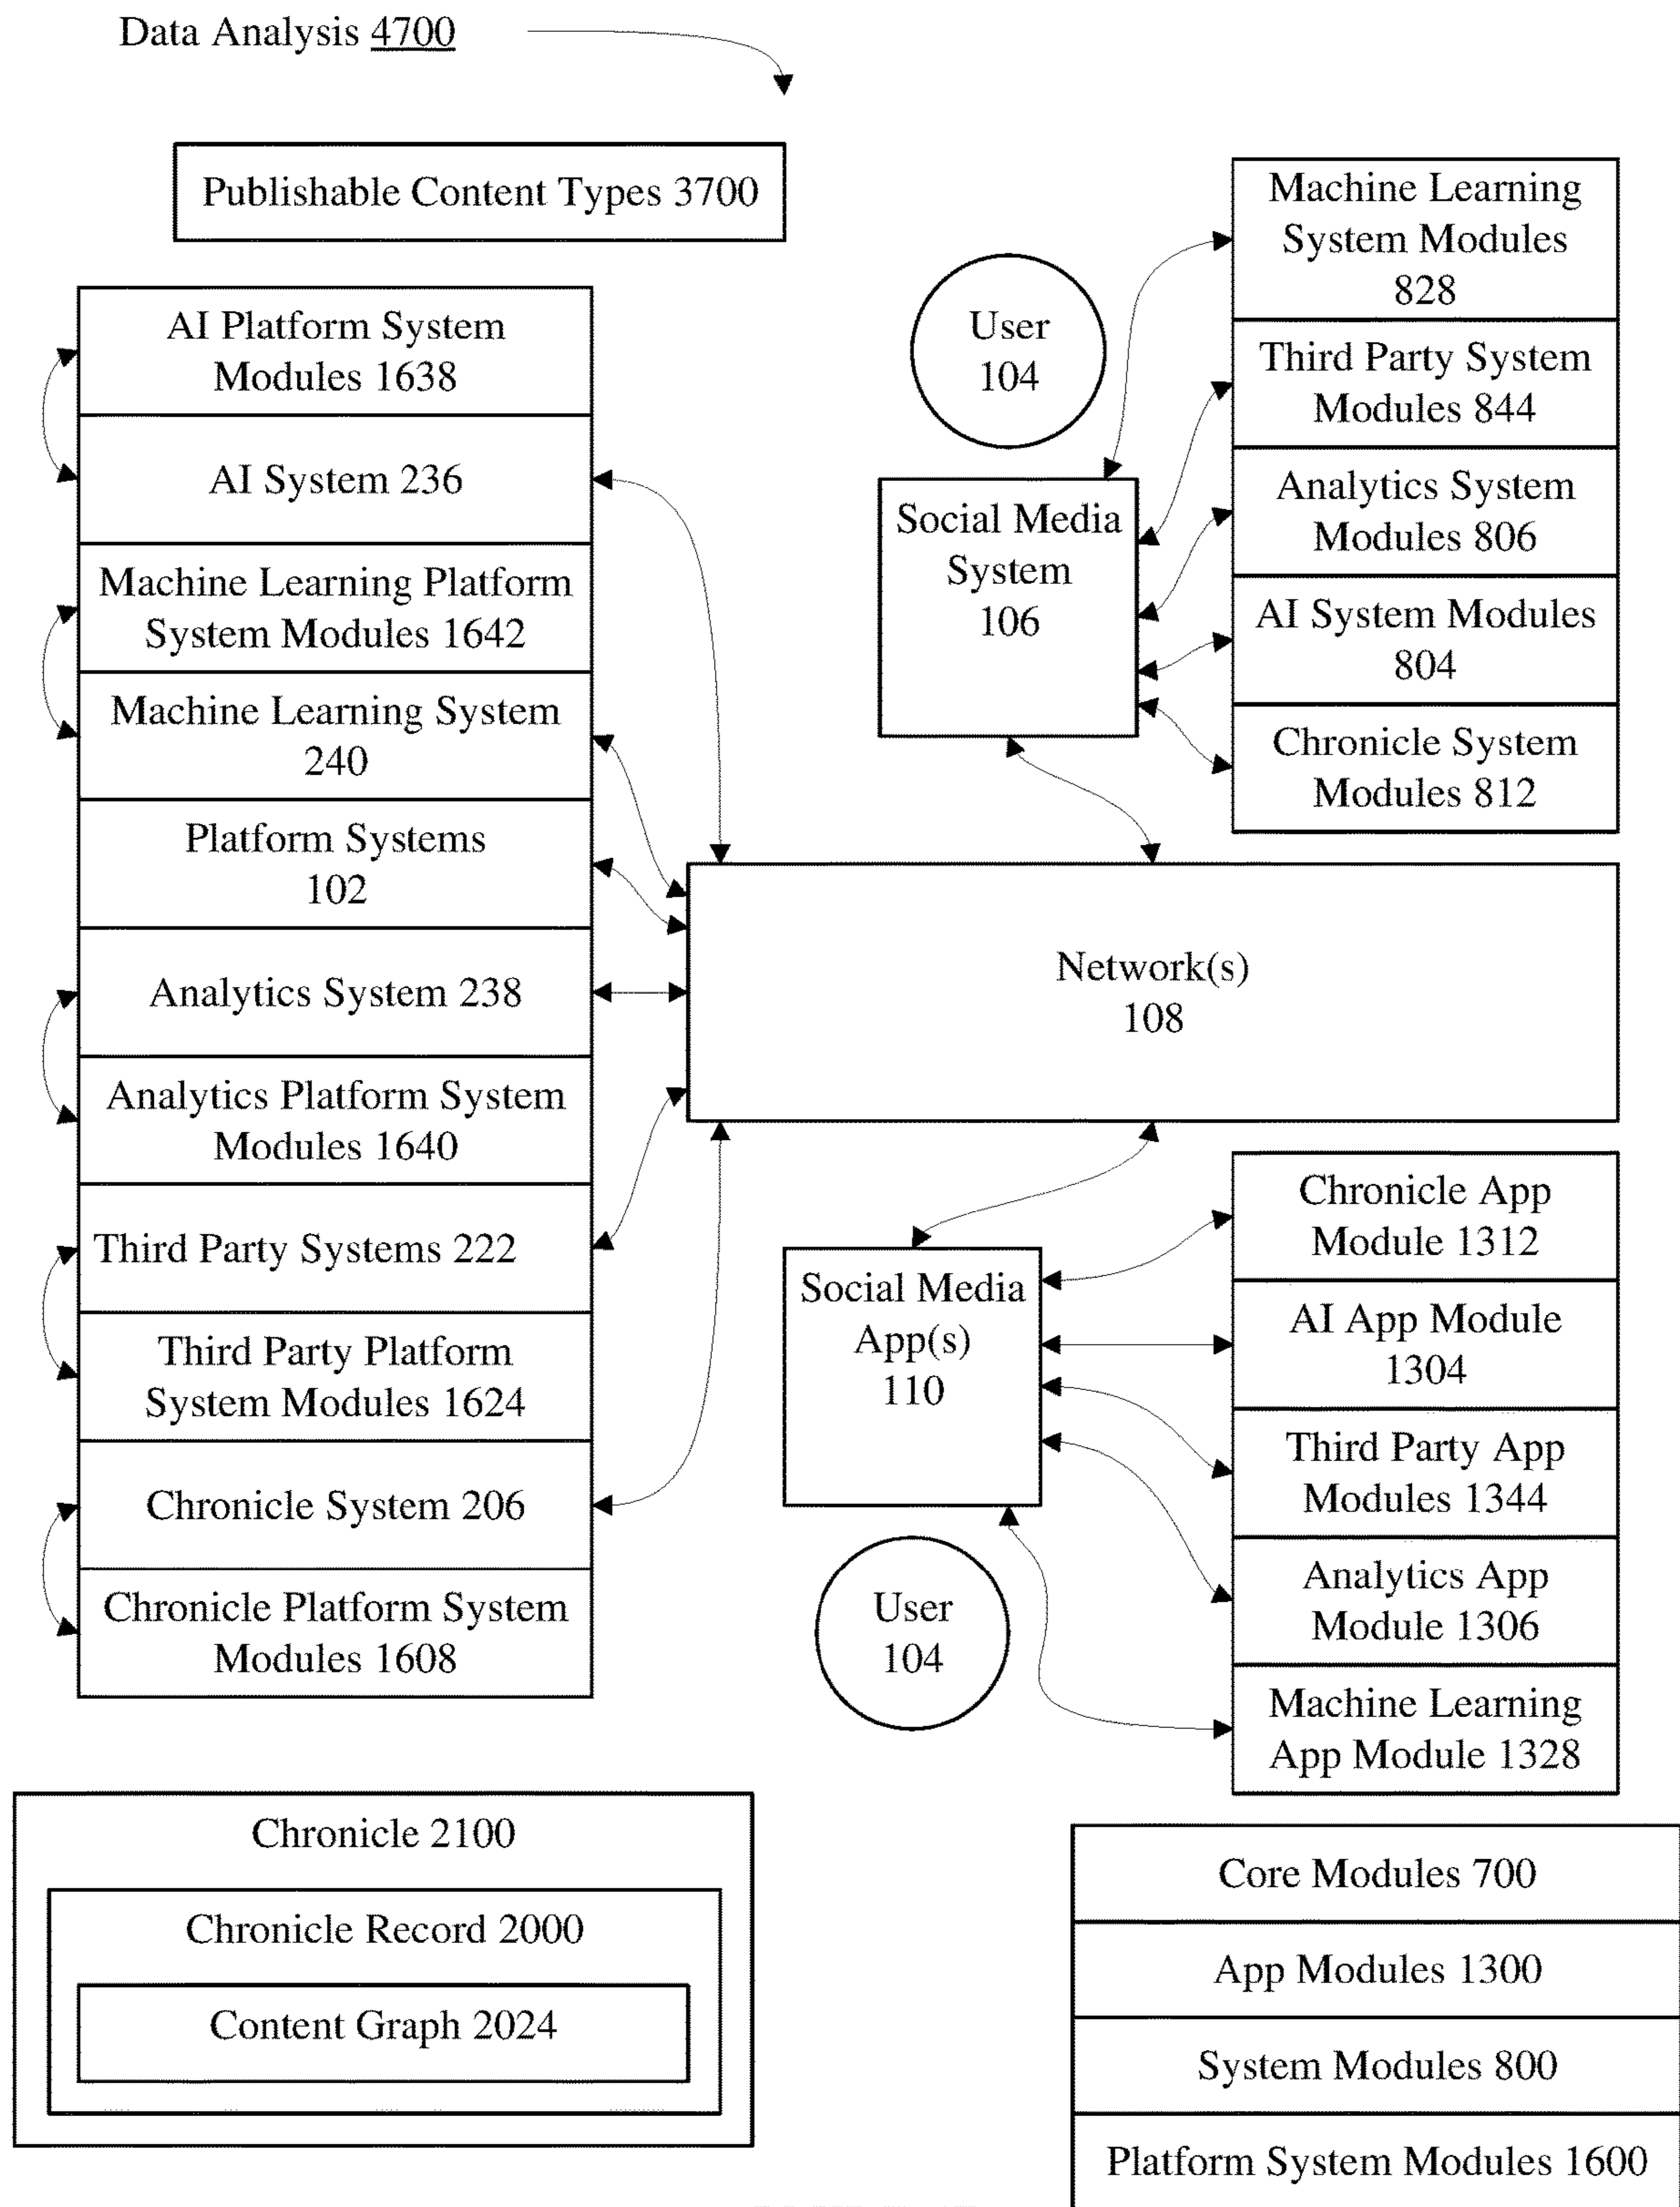 Data Analysis 4700
Publishable Content Types 3700
AI Platform System
Modules 1638
AI System 236
Machine Learning Platform
System Modules 1642
Machine Learning System
240
Platform Systems
102
Analytics System 238
Analytics Platform System
Modules 1640
Third Party Systems 222
Third Party Platform
System Modules 1624
Chronicle System 206
Chronicle Platform System
Modules 1608
User
104
Social Media
System
106
Machine Learning
System Modules
828
Third Party System
Modules 844
Analytics System
Modules 806
AI System Modules
804
Chronicle System
Modules 812
Network(s)
108
Social Media
App(s)
110
User
104
Chronicle App
Module 1312
AI App Module
1304
Third Party App
Modules 1344
Analytics App
Module 1306
Machine Learning
App Module 1328
Chronicle 2100
Chronicle Record 2000
Content Graph 2024
Core Modules 700
App Modules 1300
System Modules 800
Platform System Modules 1600